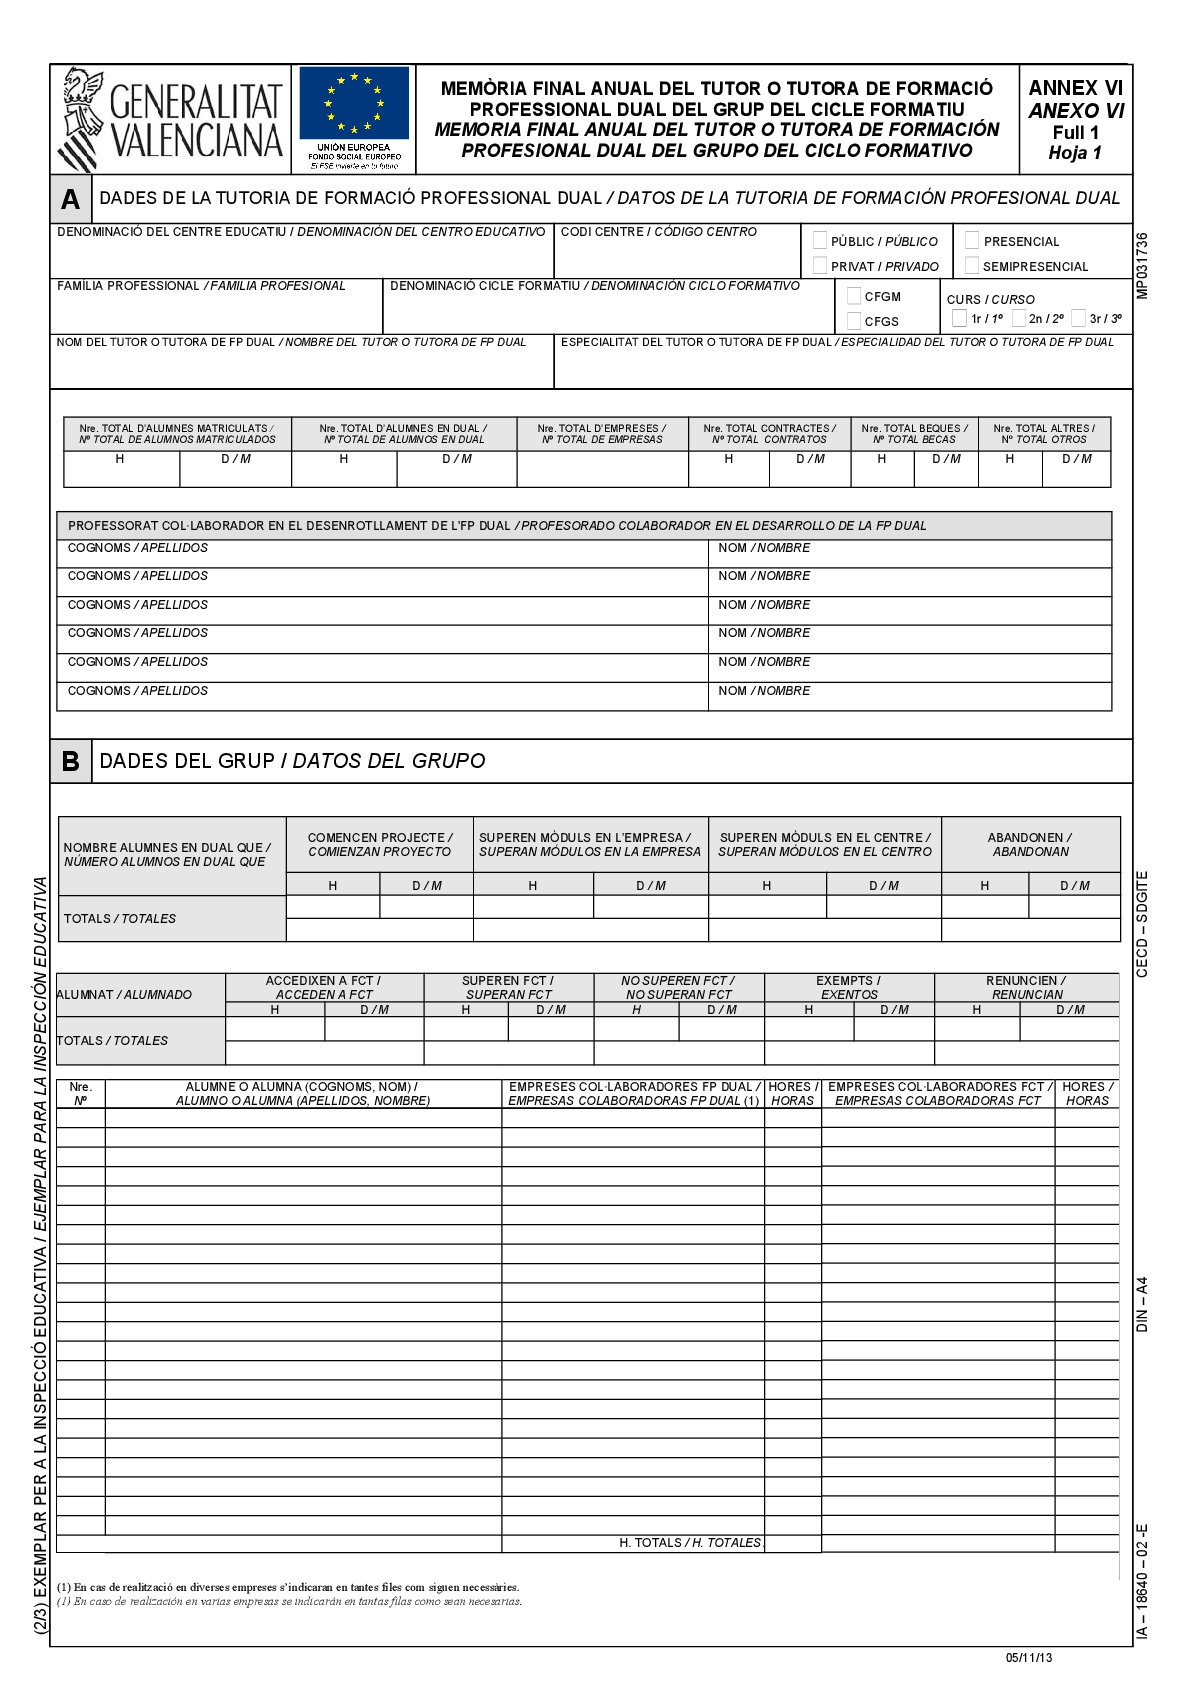 GENERALITAT
VALENCIANA
UNIÓN EUROPEA
FONDO SOCIAL EUROPEO
El FSE invierte en tu futuro
MEMÒRIA FINAL ANUAL DEL TUTOR O TUTORA DE FORMACIÓ
PROFESSIONAL DUAL DEL GRUP DEL CICLE FORMATIU
MEMORIA FINAL ANUAL DEL TUTOR O TUTORA DE FORMACIÓN
PROFESIONAL DUAL DEL GRUPO DEL CICLO FORMATIVO
ANNEX VI
ANEXO VI
Full 1
Hoja 1
A DADES DE LA TUTORIA DE FORMACIÓ PROFESSIONAL DUAL / DATOS DE LA TUTORIA DE FORMACIÓN PROFESIONAL DUAL
DENOMINACIÓ DEL CENTRE EDUCATIU / DENOMINACIÓN DEL CENTRO EDUCATIVO
CODI CENTRE / CÓDIGO CENTRO
PÚBLIC / PÚBLICO
PRIVAT / PRIVADO
PRESENCIAL
SEMIPRESENCIAL
FAMÍLIA PROFESSIONAL / FAMILIA PROFESIONAL
DENOMINACIÓ CICLE FORMATIU / DENOMINACIÓN CICLO FORMATIVO
CFGM
CFGS
CURS / CURSO
1r / 1º 2n / 2º 3r / 3º
NOM DEL TUTOR O TUTORA DE FP DUAL / NOMBRE DEL TUTOR O TUTORA DE FP DUAL
ESPECIALITAT DEL TUTOR O TUTORA DE FP DUAL / ESPECIALIDAD DEL TUTOR O TUTORA DE FP DUAL
Nre. TOTAL D'ALUMNES MATRICULATS /
Nº TOTAL DE ALUMNOS MATRICULADOS
Nre. TOTAL D'ALUMNES EN DUAL /
Nº TOTAL DE ALUMNOS EN DUAL
Nre. TOTAL D'EMPRESES /
Nº TOTAL DE EMPRESAS
Nre. TOTAL CONTRACTES /
Nº TOTAL CONTRATOS
Nre. TOTAL BEQUES /
Nº TOTAL BECAS
Nre. TOTAL ALTRES /
Nº TOTAL OTROS
H D / M H D / M H D / M H D / M H D / M
PROFESSORAT COL·LABORADOR EN EL DESENROTLLAMENT DE L'FP DUAL / PROFESORADO COLABORADOR EN EL DESARROLLO DE LA FP DUAL
COGNOMS / APELLIDOS NOM / NOMBRE
COGNOMS / APELLIDOS NOM / NOMBRE
COGNOMS / APELLIDOS NOM / NOMBRE
COGNOMS / APELLIDOS NOM / NOMBRE
COGNOMS / APELLIDOS NOM / NOMBRE
COGNOMS / APELLIDOS NOM / NOMBRE
B DADES DEL GRUP / DATOS DEL GRUPO
NOMBRE ALUMNES EN DUAL QUE /
NÚMERO ALUMNOS EN DUAL QUE
COMENCEN PROJECTE /
COMIENZAN PROYECTO
SUPEREN MÒDULS EN L'EMPRESA /
SUPERAN MÓDULOS EN LA EMPRESA
SUPEREN MÒDULS EN EL CENTRE /
SUPERAN MÓDULOS EN EL CENTRO
ABANDONEN /
ABANDONAN
H D / M H D / M H D / M H D / M
TOTALS / TOTALES
ALUMNAT / ALUMNADO
ACCEDIXEN A FCT /
ACCEDEN A FCT
SUPEREN FCT /
SUPERAN FCT
NO SUPEREN FCT /
NO SUPERAN FCT
EXEMPTS /
EXENTOS
RENUNCIEN /
RENUNCIAN
H D / M H D / M H D / M H D / M H D / M
TOTALS / TOTALES
Nre.
Nº
ALUMNE O ALUMNA (COGNOMS, NOM) /
ALUMNO O ALUMNA (APELLIDOS, NOMBRE)
EMPRESES COL·LABORADORES FP DUAL /
EMPRESAS COLABORADORAS FP DUAL (1)
HORES /
HORAS
EMPRESES COL·LABORADORES FCT /
EMPRESAS COLABORADORAS FCT
HORES /
HORAS
H. TOTALS / H. TOTALES
(1) En cas de realització en diverses empreses s'indicaran en tantes files com siguen necessàries.
(1) En caso de realización en varias empresas se indicarán en tantas filas como sean necesarias.
(2/3) EXEMPLAR PER A LA INSPECCIÓ EDUCATIVA / EJEMPLAR PARA LA INSPECCIÓN EDUCATIVA
MP031736
CECD – SDGITE
DIN – A4
IA – 18640 – 02 -E
05/11/13